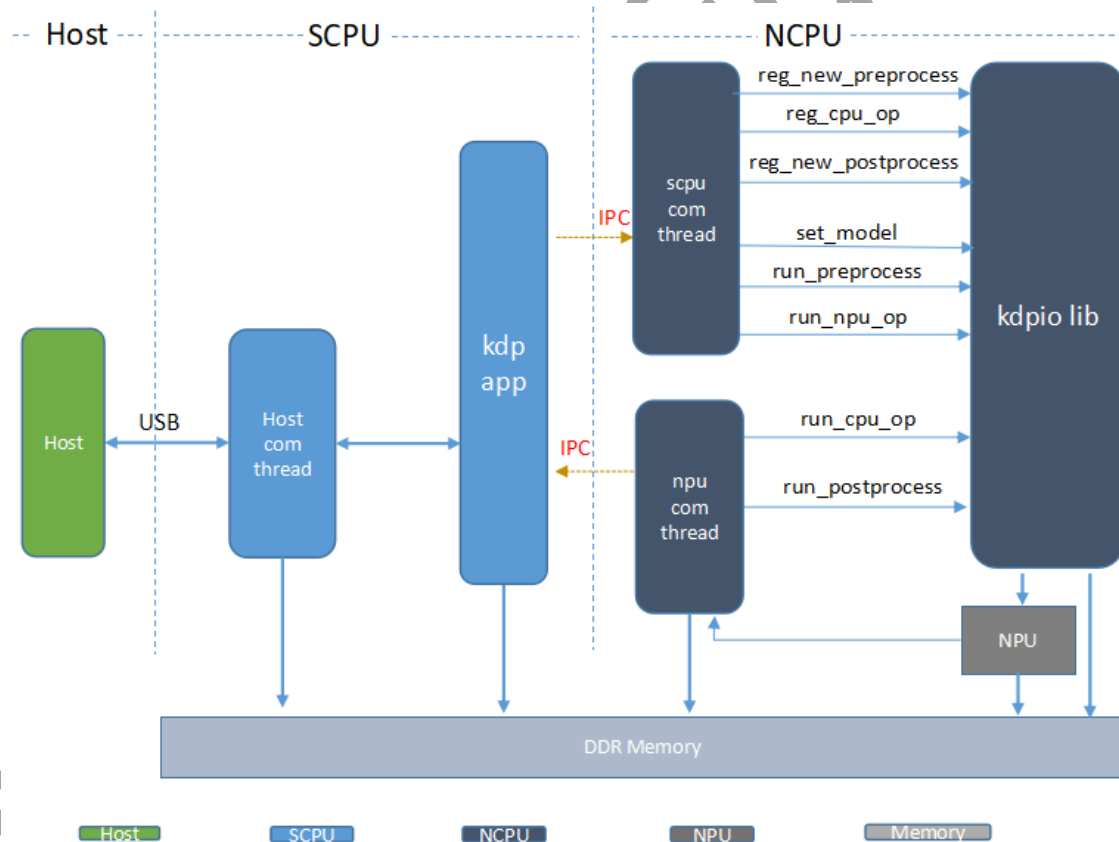 Host
SCPU
NCPU
reg_new_preprocess
reg_cpu_op
reg_new_postprocess
scpu
com
thread
IPC
set_model
run_preprocess
run_npu_op
kdpio lib
kdp
app
Host
USB
Host
com
thread
IPC
npu
com
thread
run_cpu_op
run_postprocess
NPU
DDR Memory
Host
SCPU
NCPU
NPU
Memory